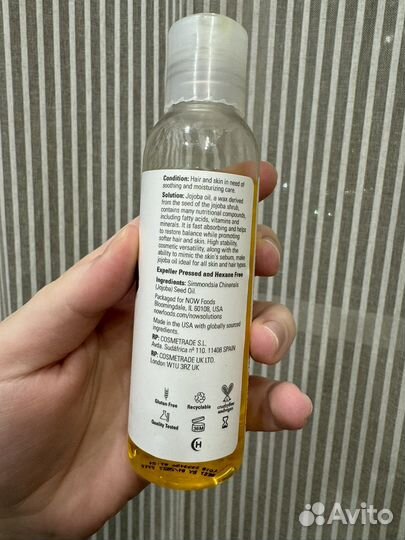 Condition: Hair and skin in need of
soothing and moisturizing care.
Solution: Jojoba oil, a wax derived
from the seed of the jojoba shrub,
contains many nutritional compounds,
including fatty acids, vitamins and
minerals. It is fast absorbing and helps
to restore balance while promoting
softer hair and skin. High stability,
cosmetic versatility, along with the
ability to mimic the skin's sebum, make
jojoba oil ideal for all skin and hair types.
Expeller Pressed and Hexane Free
Ingredients: Simmondsia Chinensis
(Jojoba) Seed Oil.
Packaged for NOW Foods
Bloomingdale, IL 60108, USA
nowfoods.com/nowsolutions
Made in the USA with globally sourced
ingredients.
RP: COSMETRADE S.L.
Avda. Sudáfrica nº 110. 11408 SPAIN
RP: COSMETRADE UK LTD.
London W1U 3RZ UK
Gluten Free
Recyclable
Quality Tested
H
Avito